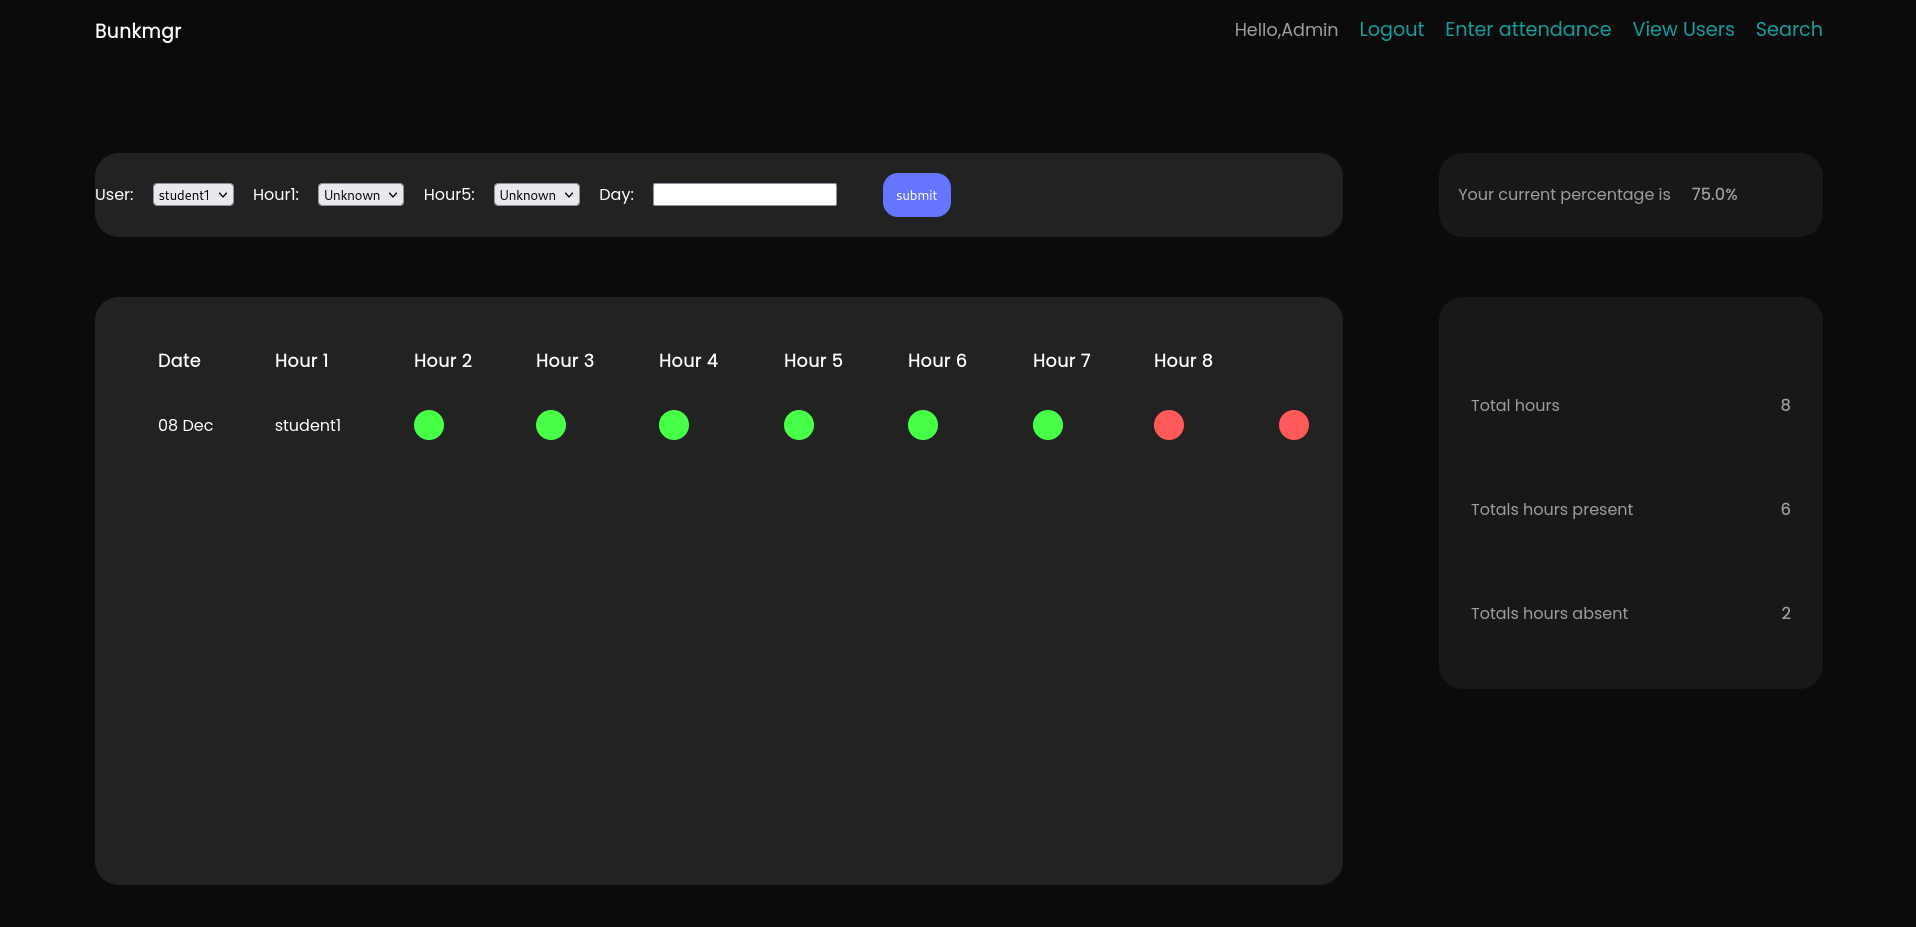 Bunkmgr Hello,Admin Logout Enter attendance View Users Search
User: student1 Hour1: Unknown Hour5: Unknown Day: submit Your current percentage is 75.0%
Date Hour 1 Hour 2 Hour 3 Hour 4 Hour 5 Hour 6 Hour 7 Hour 8
08 Dec student1
Total hours 8
Totals hours present 6
Totals hours absent 2